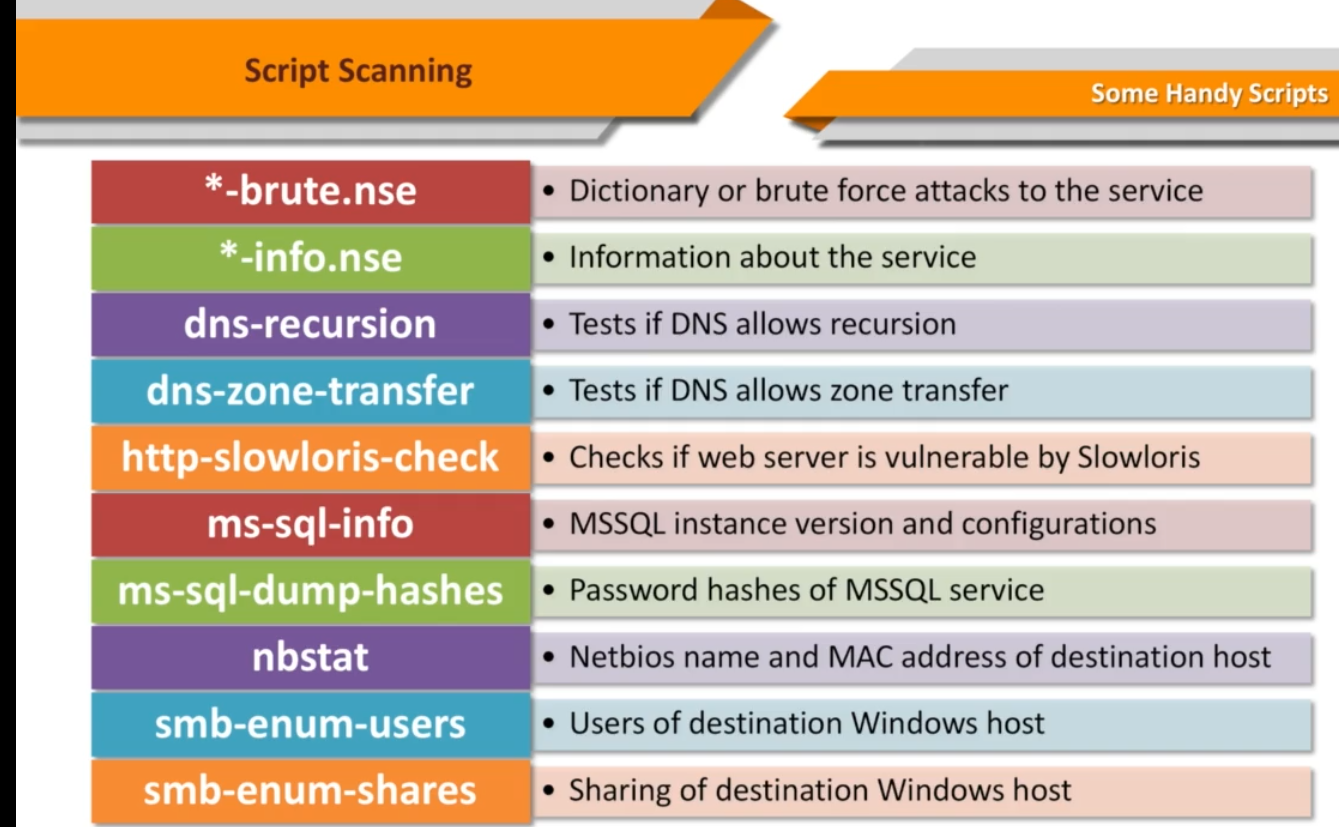 Script Scanning
Some Handy Scripts
*-brute.nse
• Dictionary or brute force attacks to the service
*-info.nse
• Information about the service
dns-recursion
• Tests if DNS allows recursion
dns-zone-transfer
• Tests if DNS allows zone transfer
http-slowloris-check
• Checks if web server is vulnerable by Slowloris
ms-sql-info
• MSSQL instance version and configurations
ms-sql-dump-hashes
• Password hashes of MSSQL service
nbstat
• Netbios name and MAC address of destination host
smb-enum-users
• Users of destination Windows host
smb-enum-shares
• Sharing of destination Windows host